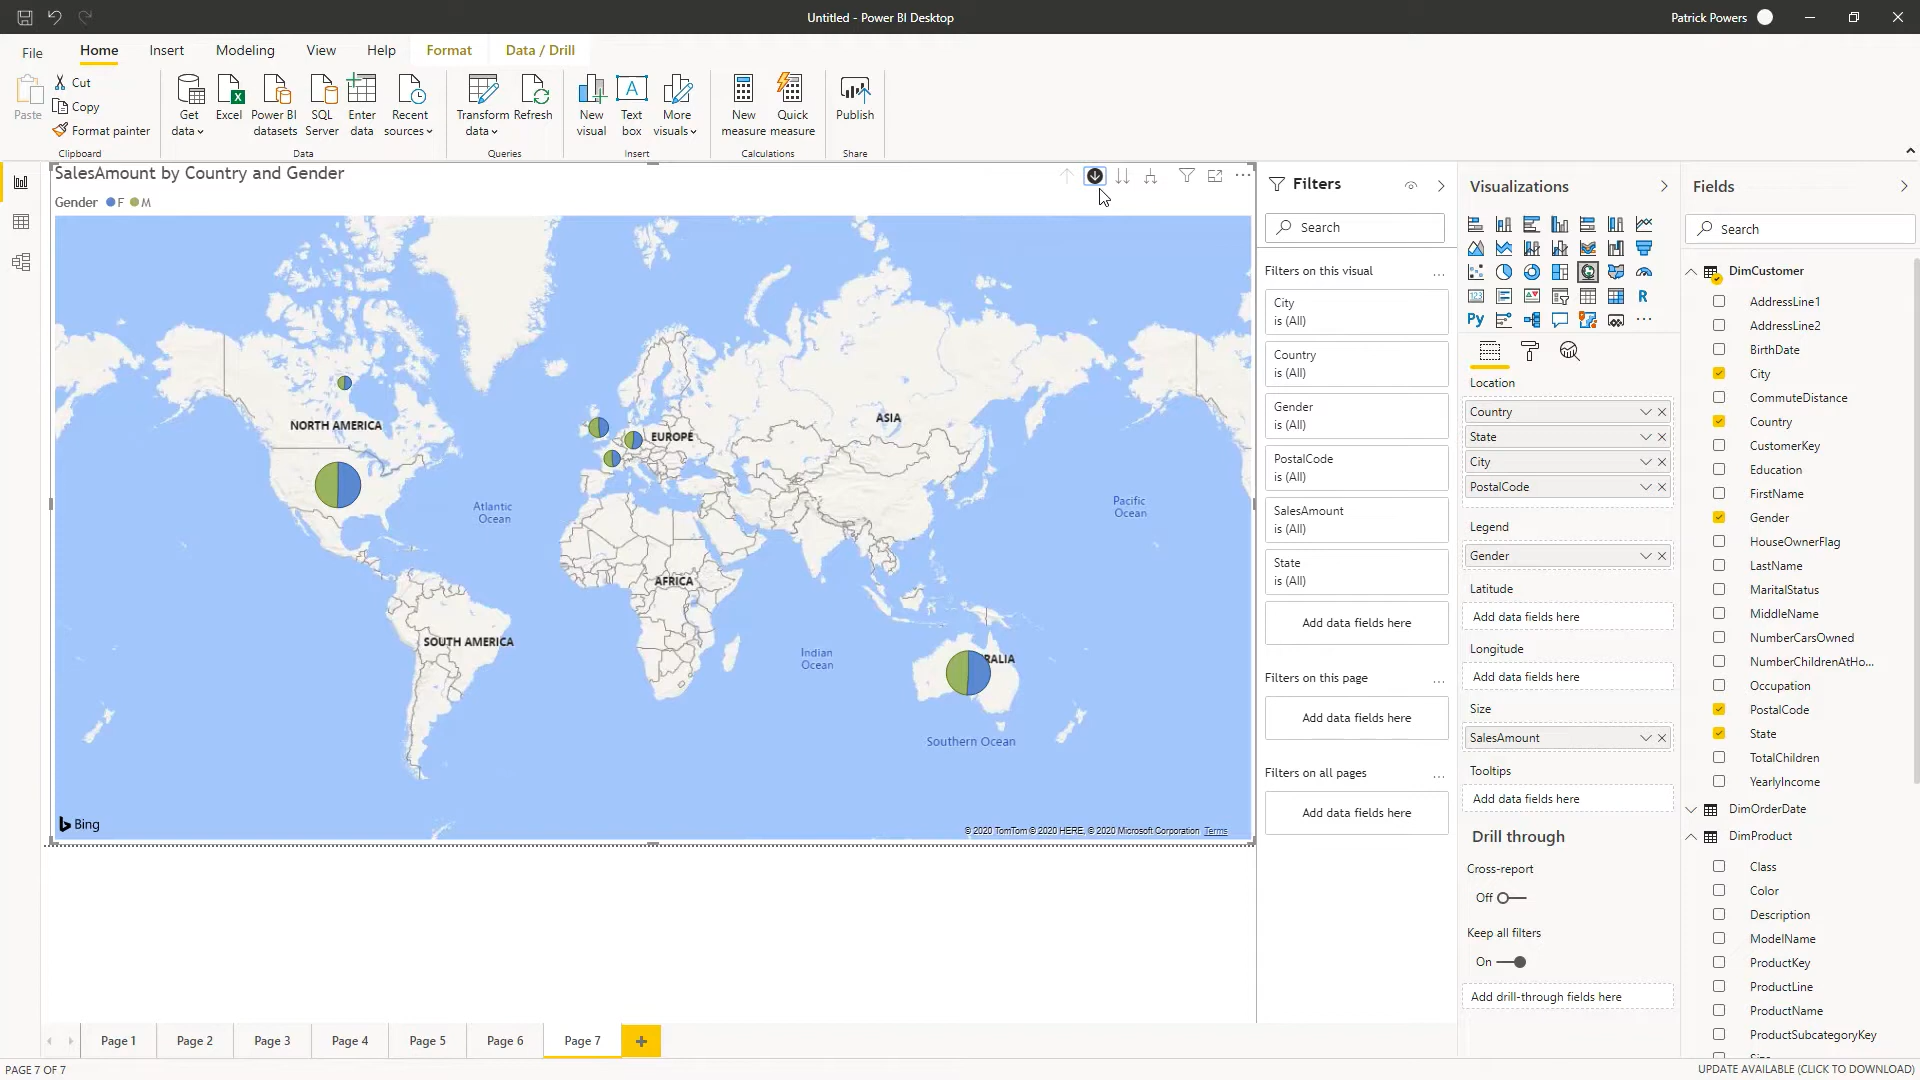 Untitled - Power BI Desktop
Patrick Powers
File
Home
Insert
Modeling
View
Help
Format
Data / Drill
Paste
Cut
Copy
Format painter
Clipboard
Get data
Excel
Power BI datasets
SQL Server
Enter data
Recent sources
Data
Transform data
Refresh
Queries
New visual
Text box
More visuals
Insert
New measure
Quick measure
Calculations
Publish
Share
SalesAmount by Country and Gender
Gender F M
NORTH AMERICA
EUROPE
ASIA
Atlantic
Ocean
Pacific
Ocean
AFRICA
SOUTH AMERICA
Indian
Ocean
RALIA
Southern Ocean
Bing
© 2020 TomTom © 2020 HERE, © 2020 Microsoft Corporation Terms
Filters
Search
Filters on this visual
...
City
is (All)
Country
is (All)
Gender
is (All)
PostalCode
is (All)
SalesAmount
is (All)
State
is (All)
Add data fields here
Filters on this page
...
Add data fields here
Filters on all pages
...
Add data fields here
Visualizations
123
R
Py
...
Location
Country
State
City
PostalCode
Legend
Gender
Latitude
Add data fields here
Longitude
Add data fields here
Size
SalesAmount
Tooltips
Add data fields here
Drill through
Cross-report
Off
Keep all filters
On
Add drill-through fields here
Fields
Search
DimCustomer
AddressLine1
AddressLine2
BirthDate
City
CommuteDistance
Country
CustomerKey
Education
FirstName
Gender
HouseOwnerFlag
LastName
MaritalStatus
MiddleName
NumberCarsOwned
NumberChildrenAtHo...
Occupation
PostalCode
State
TotalChildren
YearlyIncome
DimOrderDate
DimProduct
Class
Color
Description
ModelName
ProductKey
ProductLine
ProductName
ProductSubcategoryKey
Page 1
Page 2
Page 3
Page 4
Page 5
Page 6
Page 7
+
PAGE 7 OF 7
UPDATE AVAILABLE (CLICK TO DOWNLOAD)